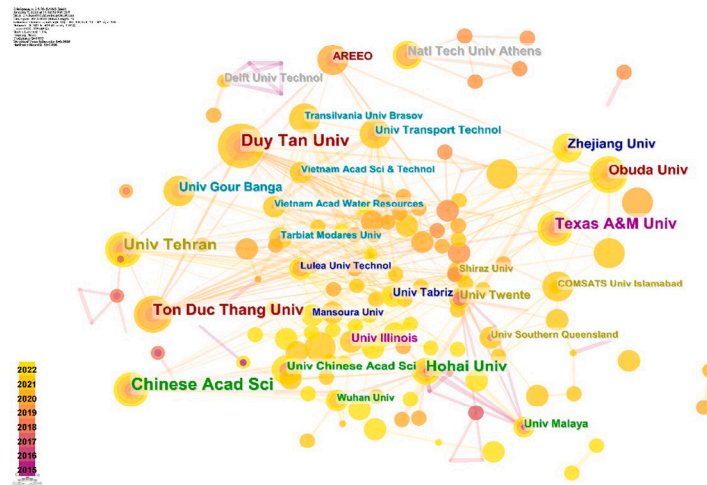 AREEO
Natl Tech Univ Athens
Delft Univ Technol
Transilvania Univ Brasov
Univ Transport Technol
Duy Tan Univ
Zhejiang Univ
Vietnam Acad Sci & Technol
Obuda Univ
Univ Gour Banga
Vietnam Acad Water Resources
Texas A&M Univ
Tarbiat Modares Univ
Univ Tehran
Lulea Univ Technol
Shiraz Univ
COMSATS Univ Islamabad
Univ Tabriz
Univ Twente
Ton Duc Thang Univ
Mansoura Univ
Univ Illinois
Univ Southern Queensland
Univ Chinese Acad Sci
Hohai Univ
Chinese Acad Sci
Wuhan Univ
Univ Malaya
2022
2021
2020
2019
2018
2017
2016
2015